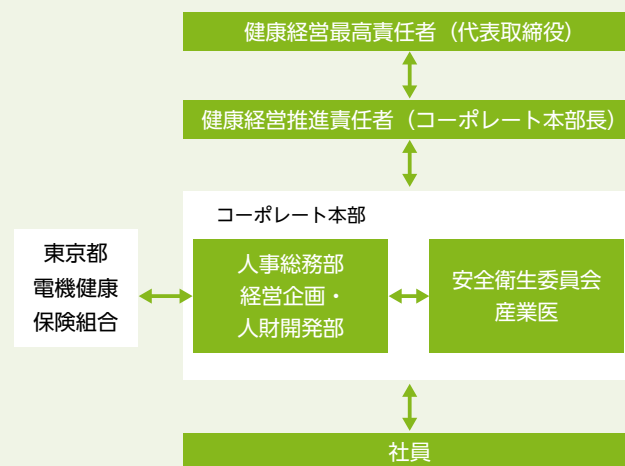 健康経営最高責任者（代表取締役）
健康経営推進責任者（コーポレート本部長）
コーポレート本部
東京都
電機健康
保険組合
人事総務部
経営企画・
人財開発部
安全衛生委員会
産業医
社員